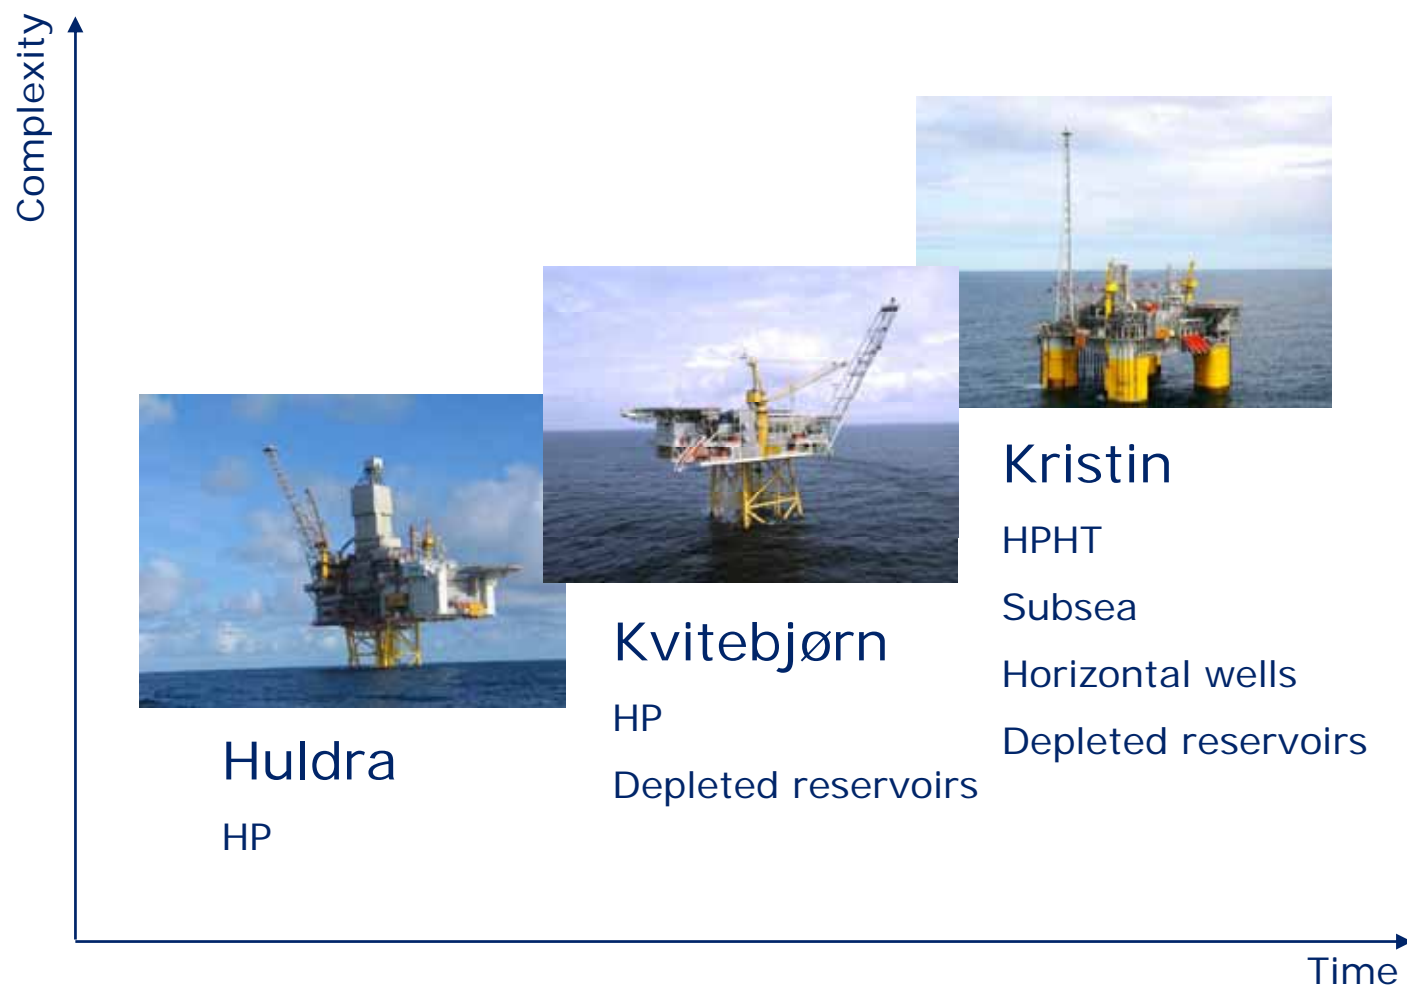 Complexity
Kristin
HPHT
Subsea
Horizontal wells
Depleted reservoirs
Kvitebjørn
HP
Depleted reservoirs
Huldra
HP
Time